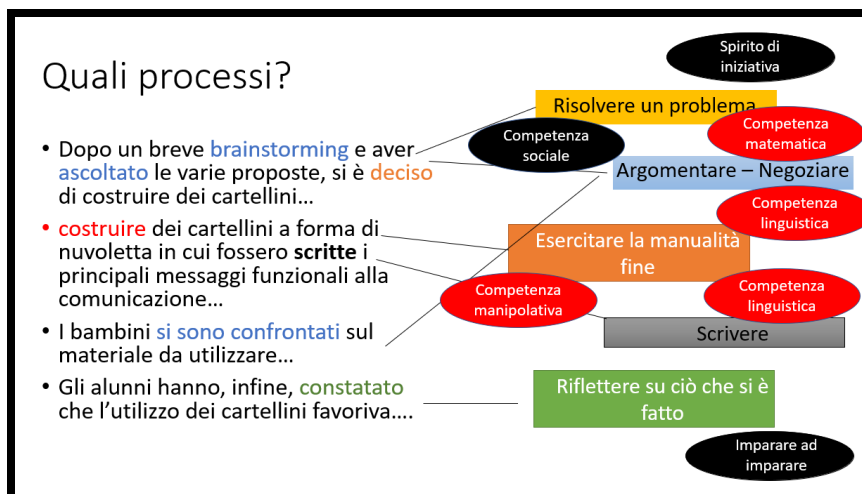 Quali processi?
• Dopo un breve brainstorming e aver
ascoltato le varie proposte, si è deciso
di costruire dei cartellini…
• costruire dei cartellini a forma di
nuvoletta in cui fossero scritte i
principali messaggi funzionali alla
comunicazione…
• I bambini si sono confrontati sul
materiale da utilizzare…
• Gli alunni hanno, infine, constatato
che l’utilizzo dei cartellini favoriva….
Spirito di
iniziativa
Risolvere un problema
Competenza
sociale
Competenza
matematica
Argomentare – Negoziare
Competenza
linguistica
Esercitare la manualità
fine
Competenza
manipolativa
Competenza
linguistica
Scrivere
Riflettere su ciò che si è
fatto
Imparare ad
imparare